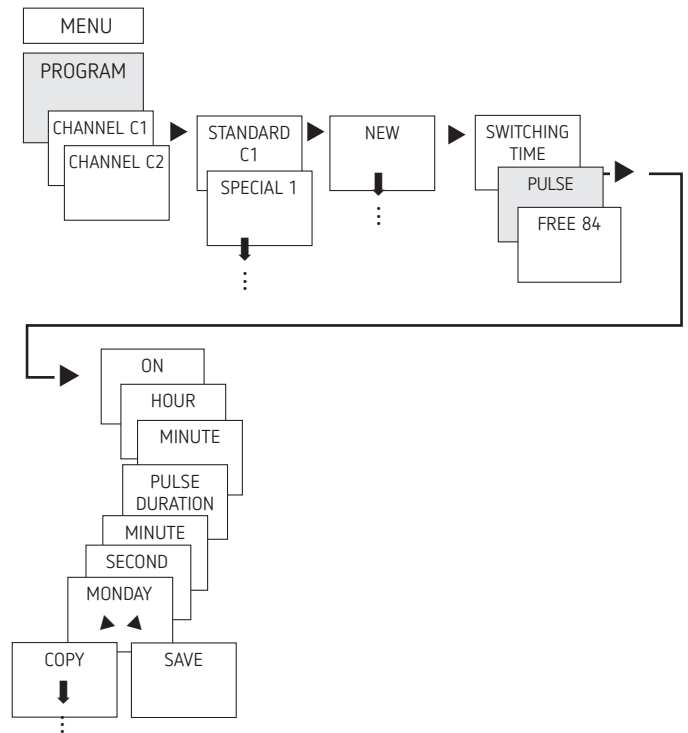 MENU
PROGRAM
CHANNEL C1
CHANNEL C2
STANDARD
C1
SPECIAL 1
NEW
SWITCHING
TIME
PULSE
FREE 84
ON
HOUR
MINUTE
PULSE
DURATION
MINUTE
SECOND
MONDAY
COPY
SAVE